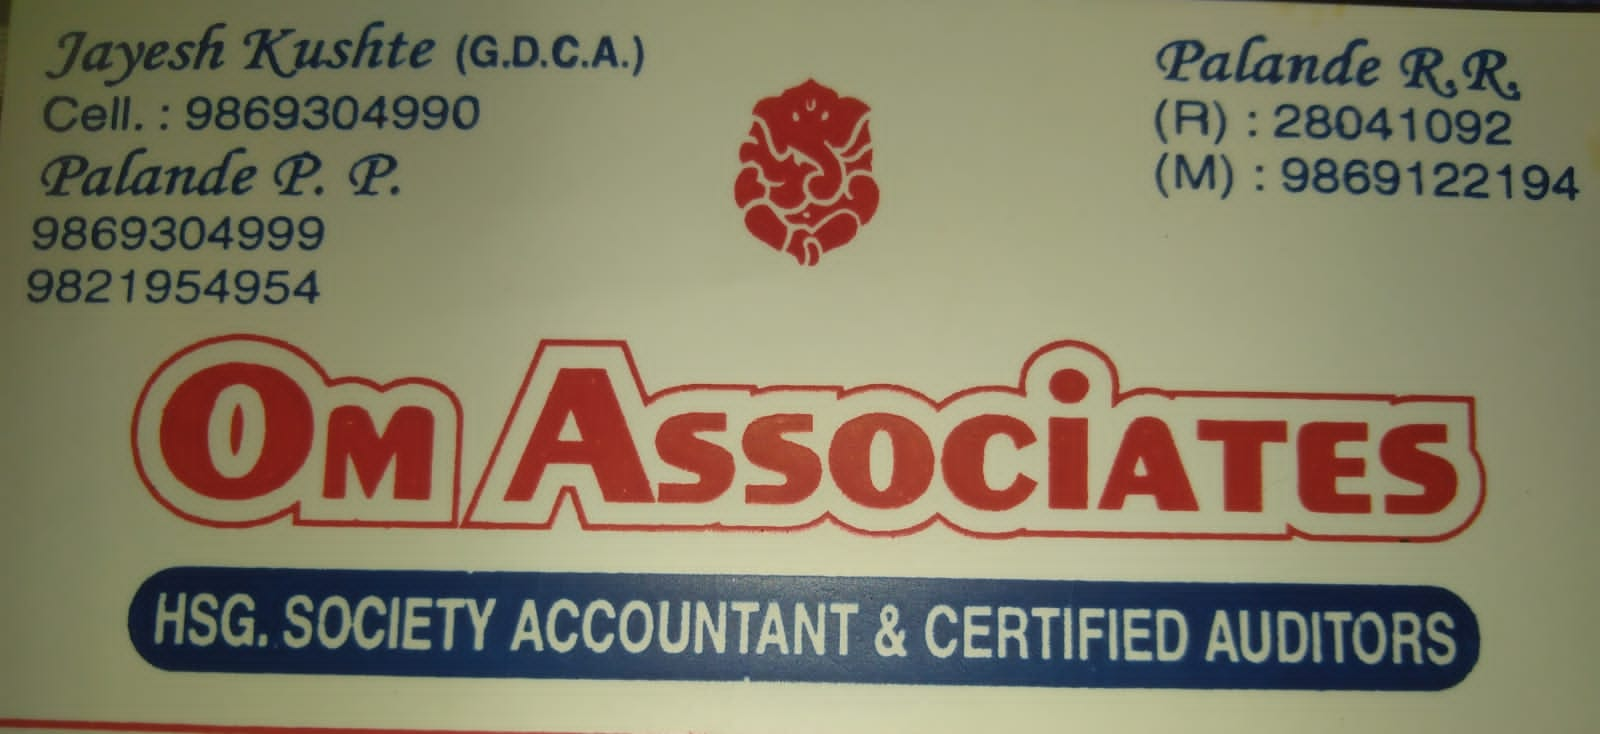 Jayesh Kushte (G.D.C.A.)
Cell. : 9869304990
Palande P. P.
9869304999
9821954954
Palande R.R.
(R) : 28041092
(M) : 9869122194
OM ASSOCiATES
HSG. SOCIETY ACCOUNTANT & CERTIFIED AUDITORS